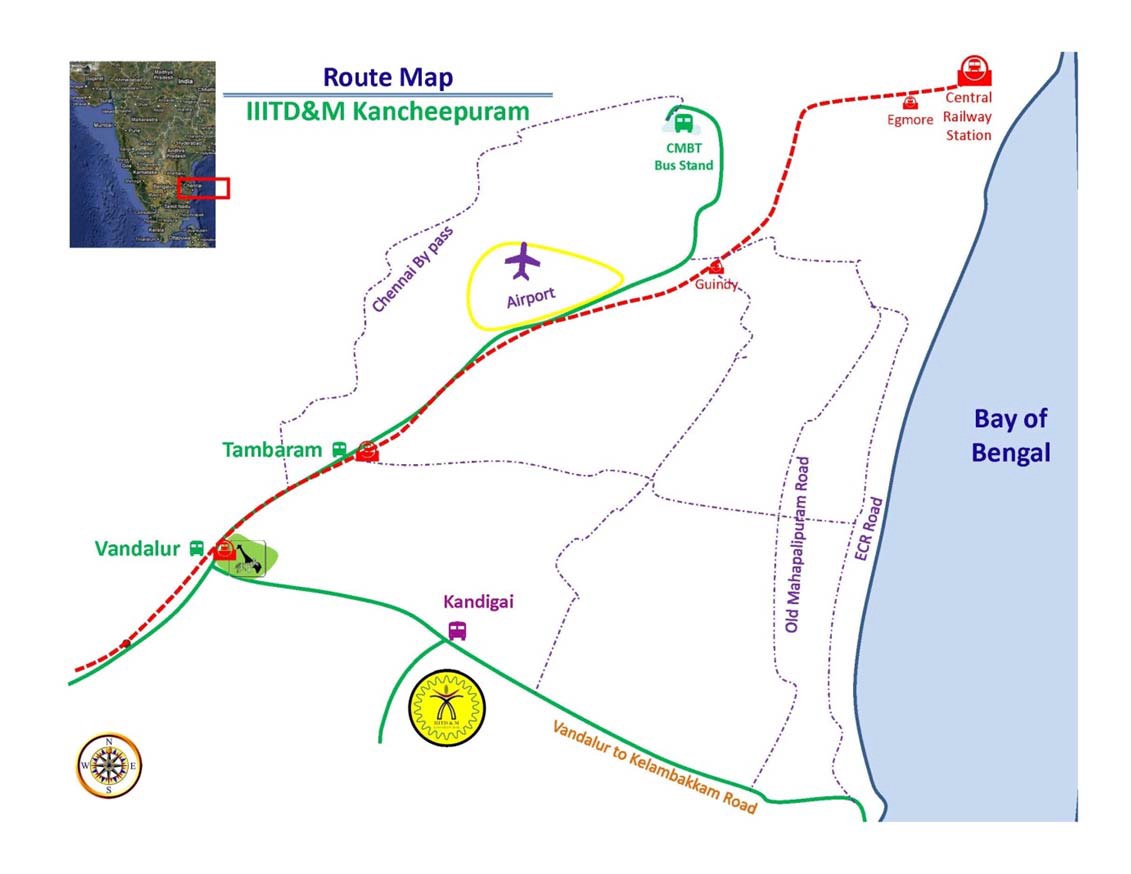 Route Map
IIITD&M Kancheepuram
CMBT
Bus Stand
Egmore
Central
Railway
Station
Chennai By pass
Airport
Guindy
Tambaram
Bay of
Bengal
Vandalur
Old Mahapalipuram Road
ECR Road
Kandigai
IIITD & M
Vandalur to Kelambakkam Road
N
W
E
S
India
Mumbai
Chennai
Kerala